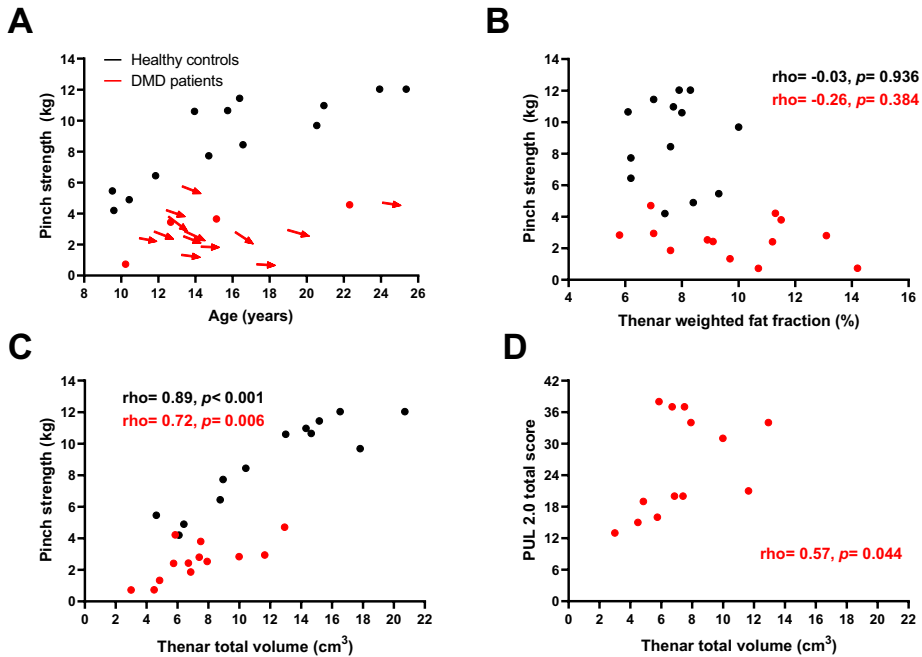 A
Healthy controls
DMD patients
Pinch strength (kg)
14
12
10
8
6
4
2
0
8 10 12 14 16 18 20 22 24 26
Age (years)
B
rho= -0.03, p= 0.936
rho= -0.26, p= 0.384
Pinch strength (kg)
14
12
10
8
6
4
2
0
4 6 8 10 12 14 16
Thenar weighted fat fraction (%)
C
rho= 0.89, p< 0.001
rho= 0.72, p= 0.006
Pinch strength (kg)
14
12
10
8
6
4
2
0
0 2 4 6 8 10 12 14 16 18 20 22
Thenar total volume (cm³)
D
PUL 2.0 total score
42
36
30
24
18
12
6
0
rho= 0.57, p= 0.044
0 2 4 6 8 10 12 14 16 18 20 22
Thenar total volume (cm³)